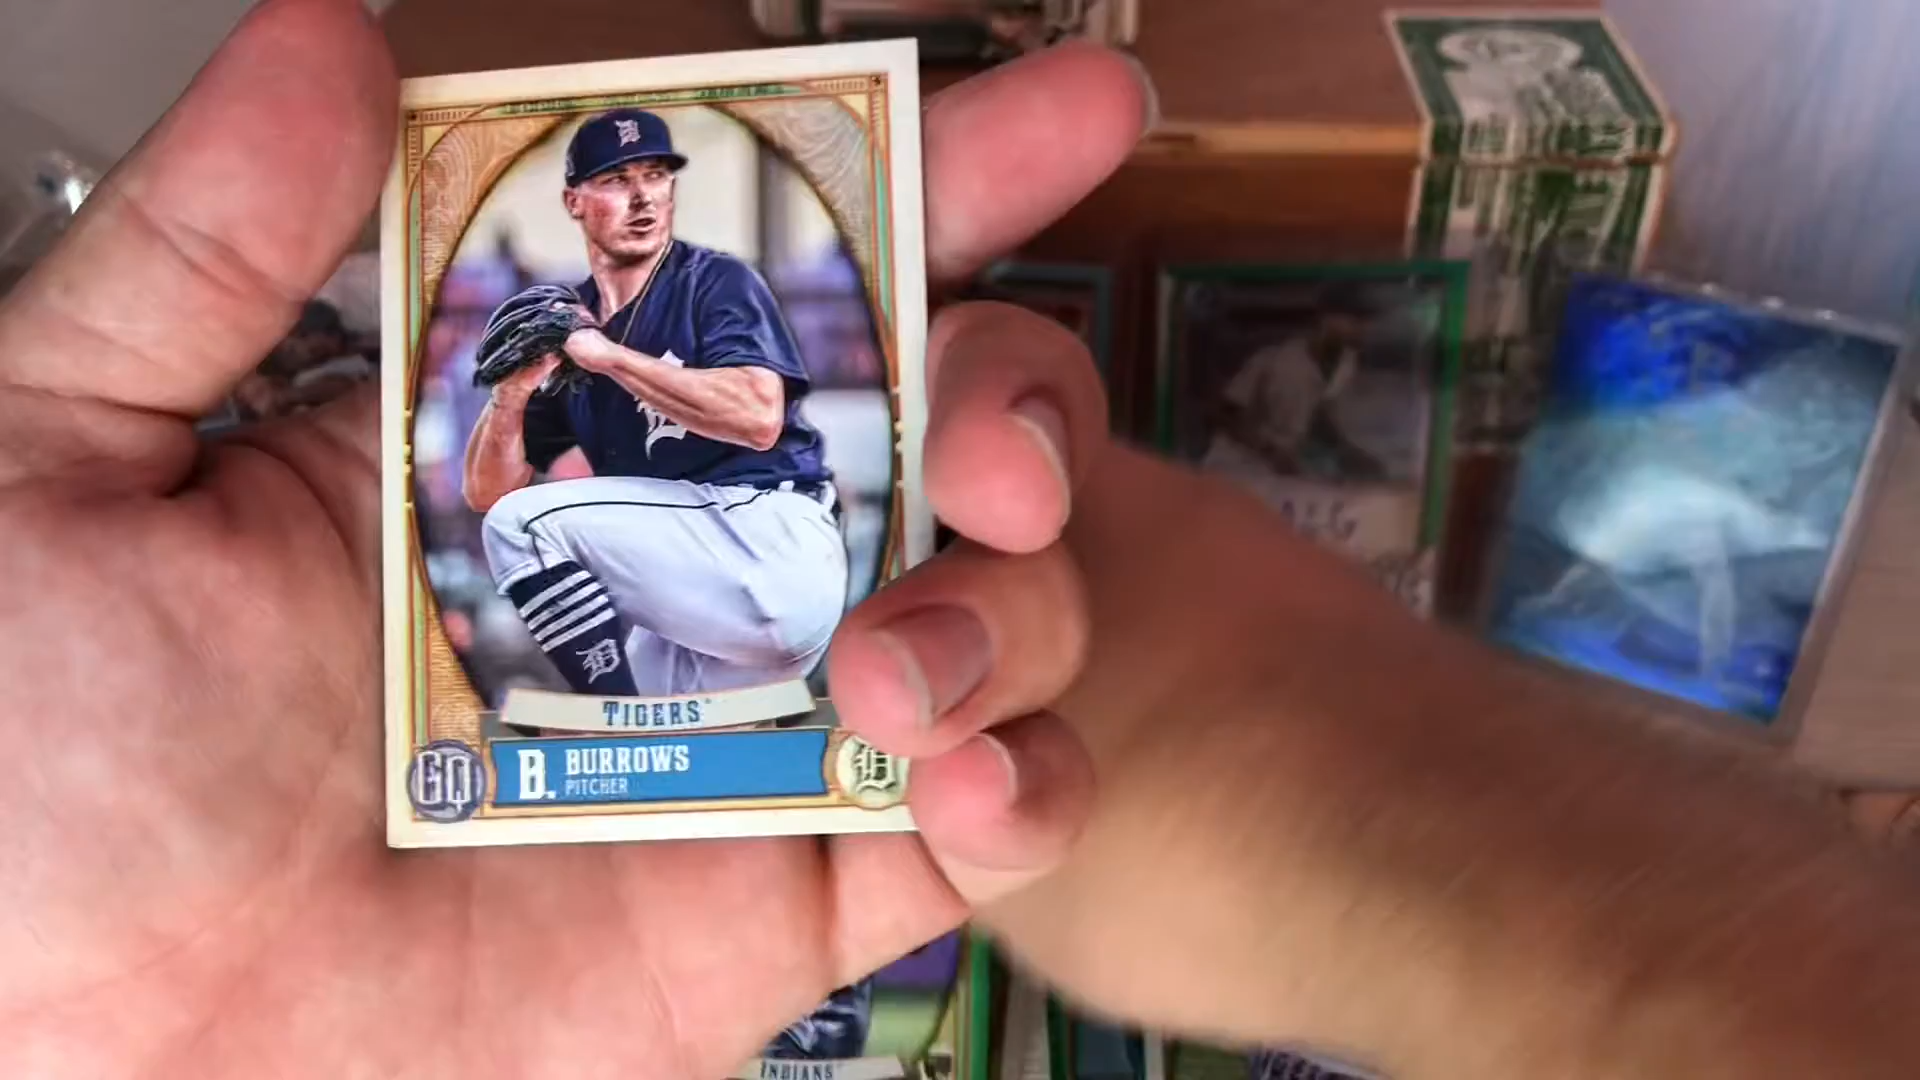 TIGERS
B. BURROWS
PITCHER
GQ
D
INDIANS